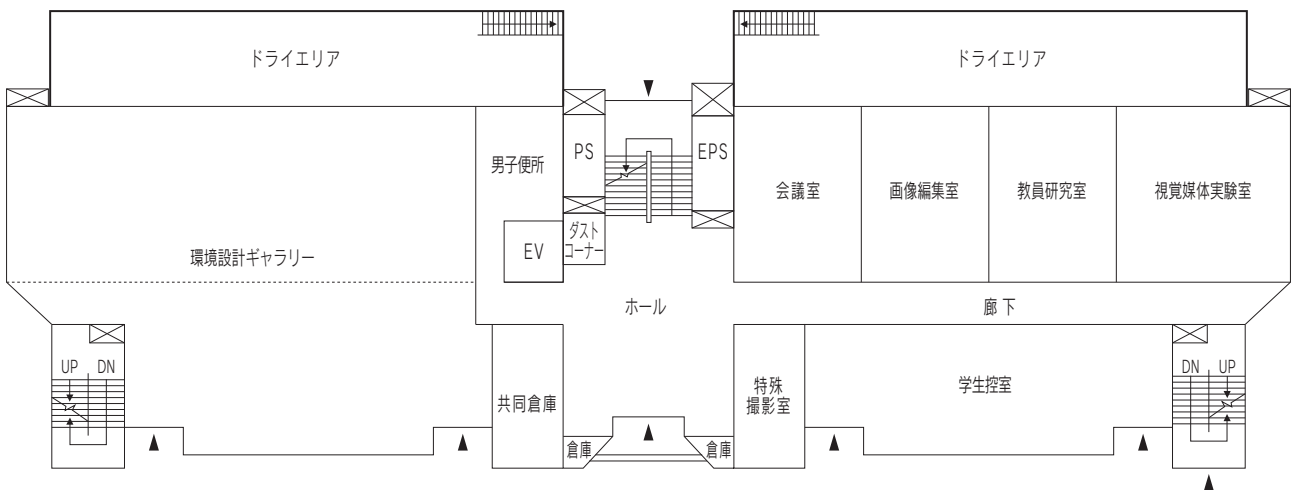 ドライエリア
ドライエリア
男子便所
PS
EPS
会議室
画像編集室
教員研究室
視覚媒体実験室
ダスト
コーナー
EV
環境設計ギャラリー
ホール
廊下
UP DN
共同倉庫
倉庫
倉庫
特殊
撮影室
学生控室
DN UP